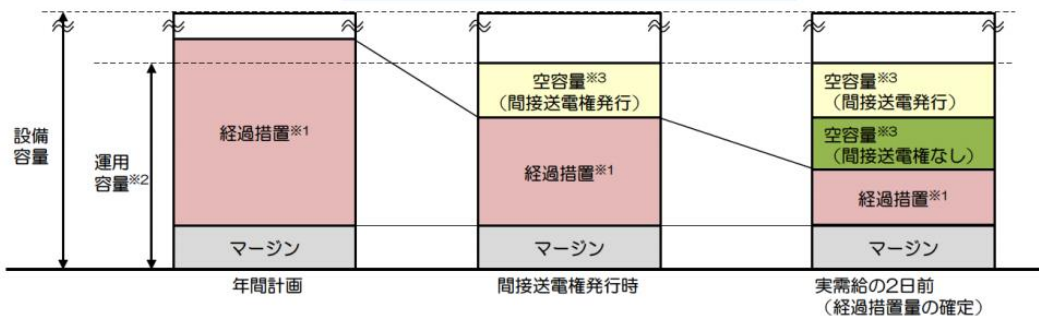 設備
容量
運用
容量※2
経過措置※1
マージン
年間計画
空容量※3
（間接送電権発行）
経過措置※1
マージン
間接送電権発行時
空容量※3
（間接送電発行）
空容量※3
（間接送電権なし）
経過措置※1
マージン
実需給の2日前
（経過措置量の確定）